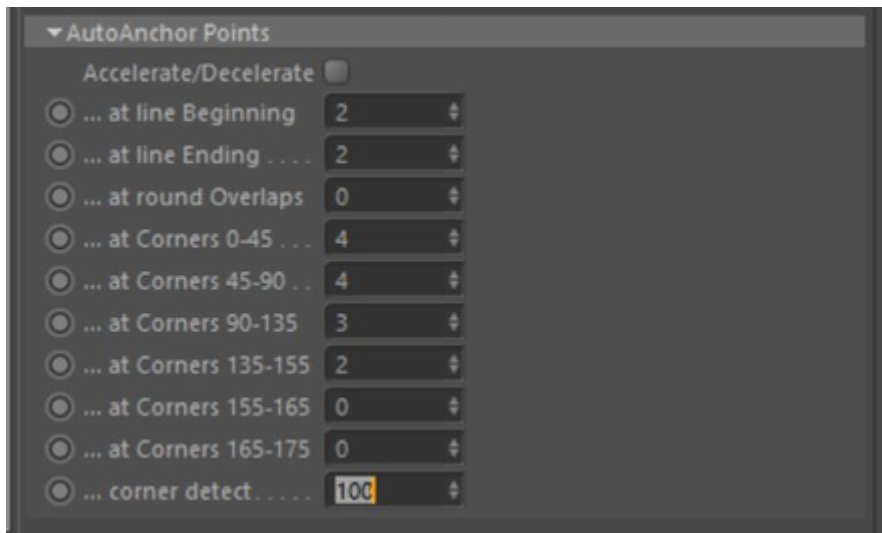 AutoAnchor Points
Accelerate/Decelerate
... at line Beginning 2
... at line Ending .... 2
... at round Overlaps 0
... at Corners 0-45 ... 4
... at Corners 45-90 .. 4
... at Corners 90-135 3
... at Corners 135-155 2
... at Corners 155-165 0
... at Corners 165-175 0
... corner detect..... 100